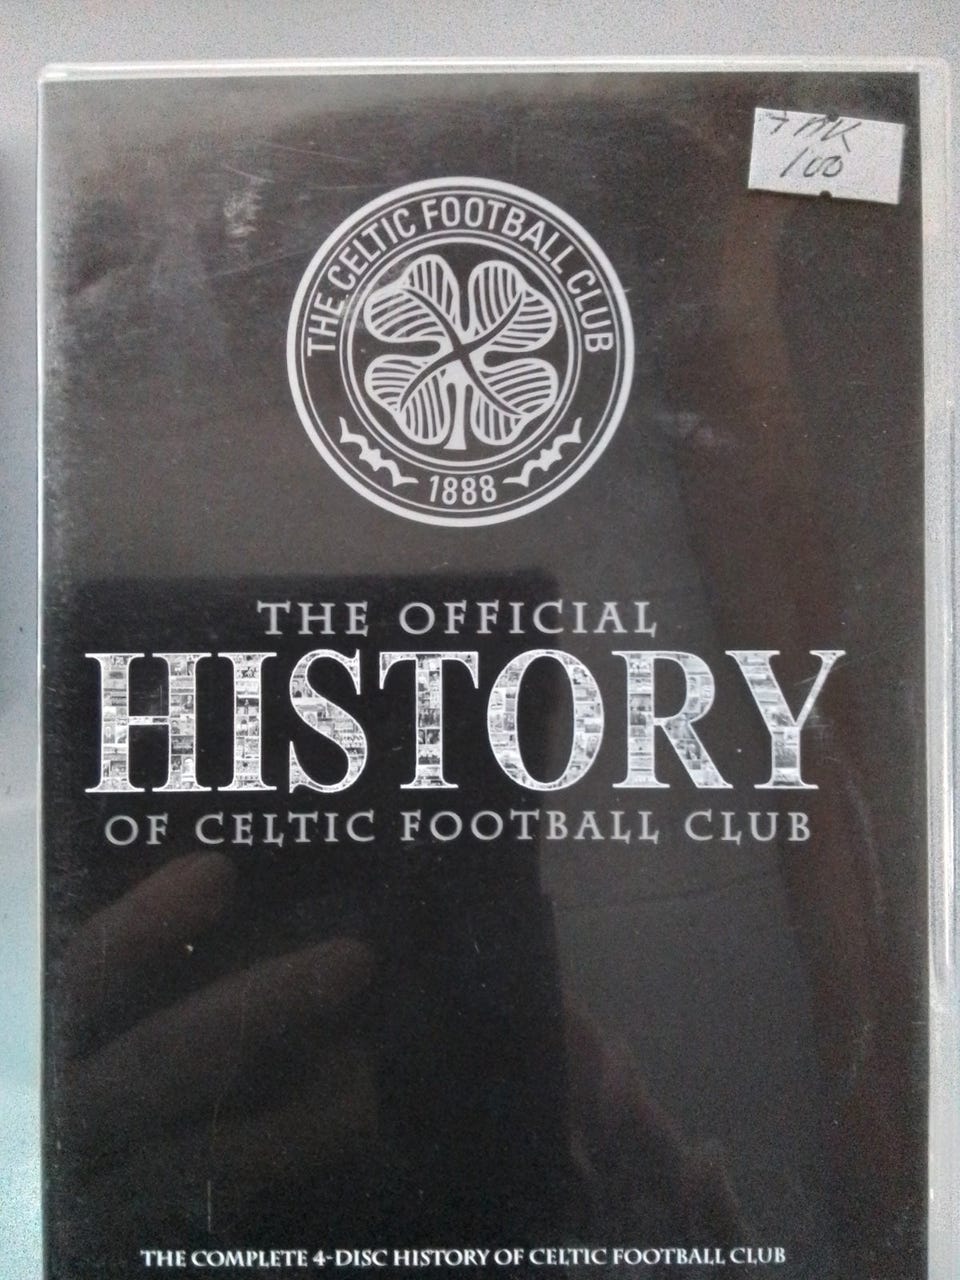 100
THE CELTIC FOOTBALL CLUB
1888
THE OFFICIAL
HISTORY
OF CELTIC FOOTBALL CLUB
THE COMPLETE 4-DISC HISTORY OF CELTIC FOOTBALL CLUB